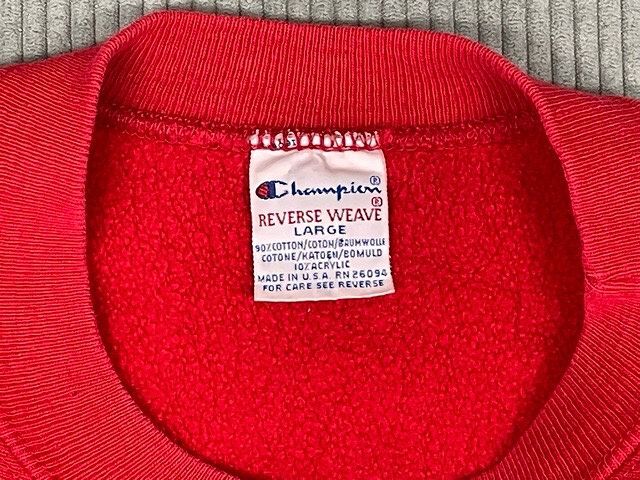 Champion®
REVERSE WEAVE®
LARGE
90% COTTON/COTON/BAUMWOLLE
COTONE/KATOEN/BOMULD
10% ACRYLIC
MADE IN U.S.A. RN 26094
FOR CARE SEE REVERSE